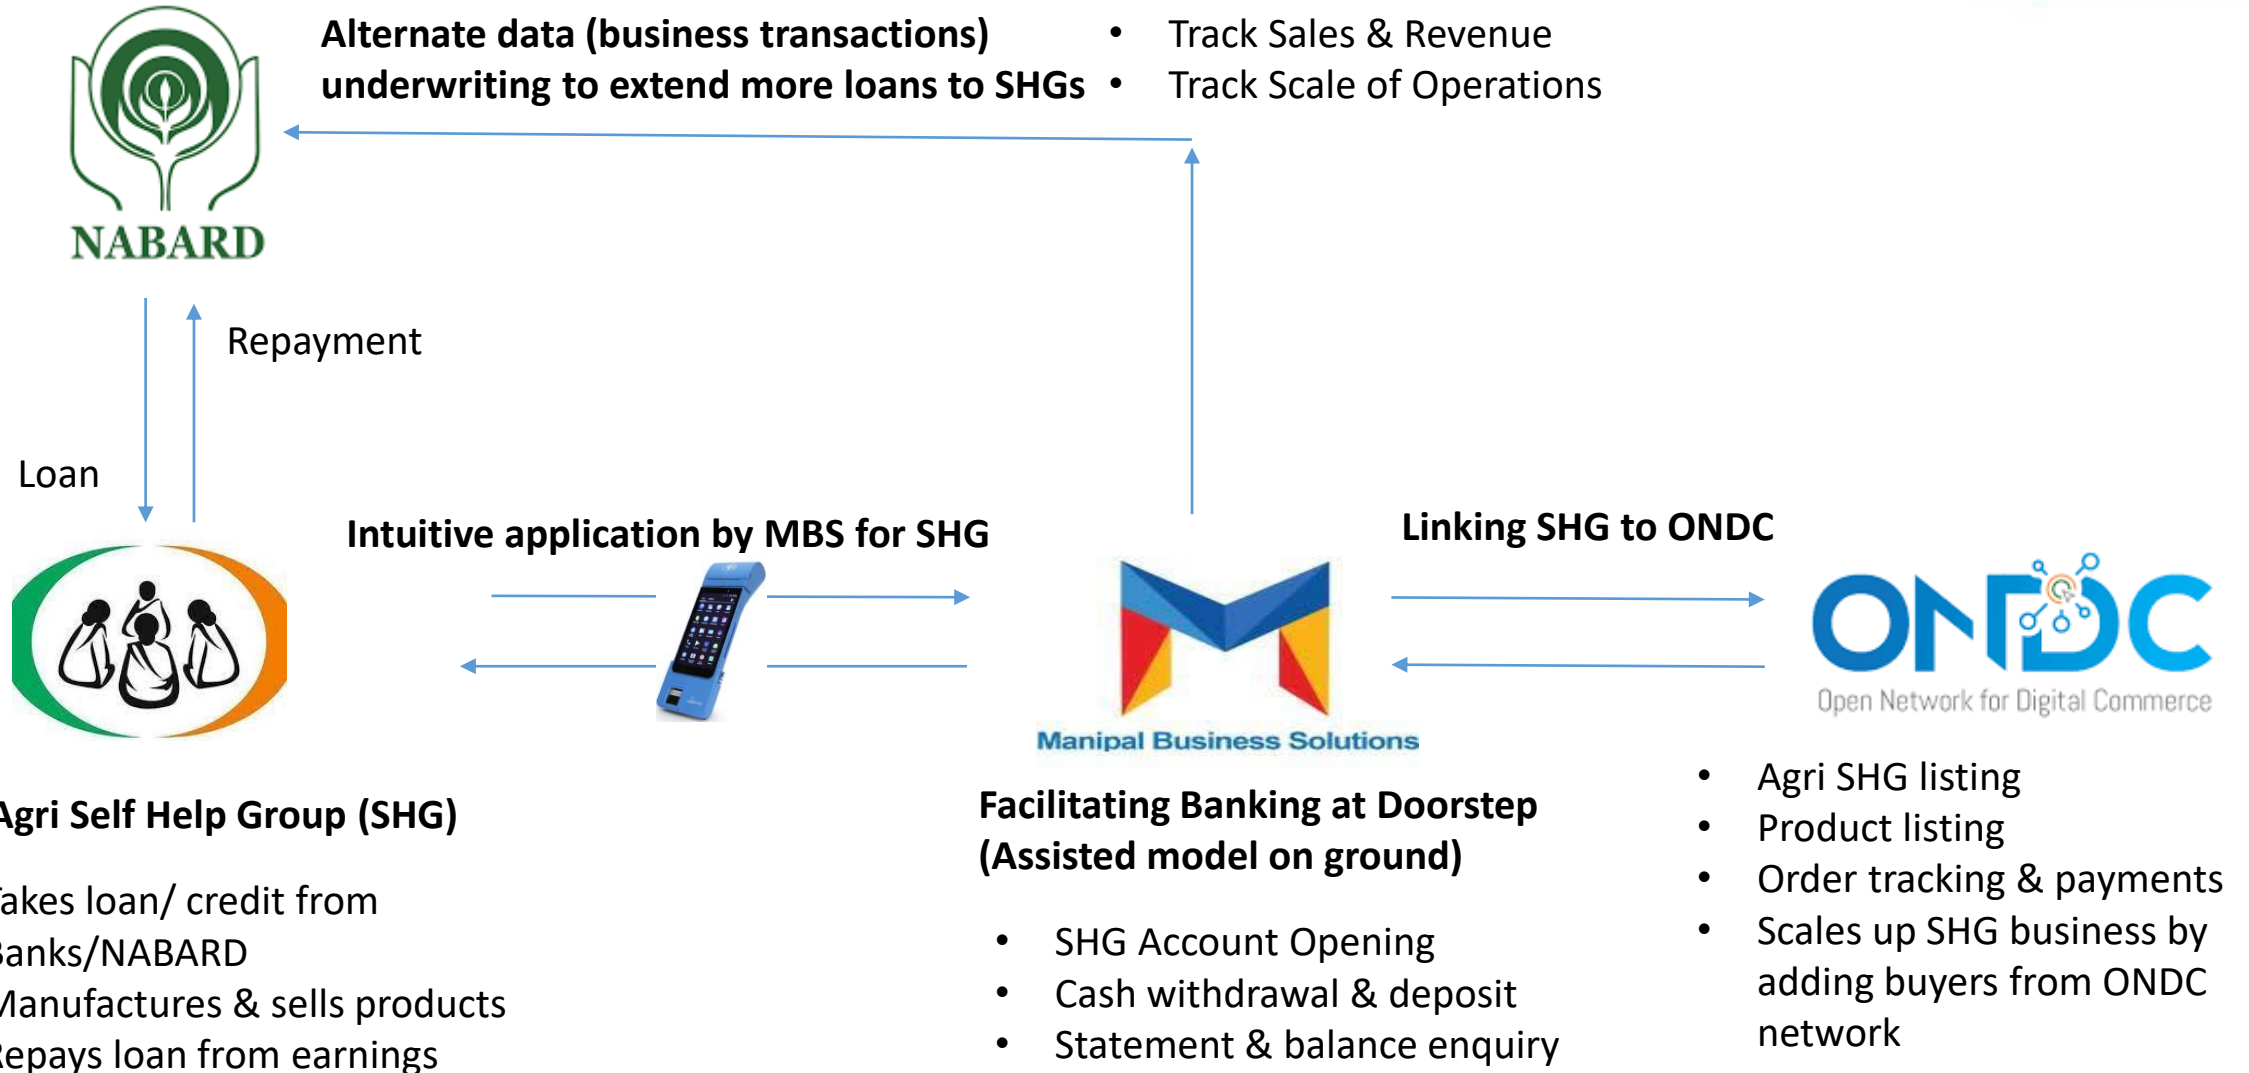 Alternate data (business transactions)
underwriting to extend more loans to SHGs
• Track Sales & Revenue
• Track Scale of Operations
NABARD
Repayment
Loan
Intuitive application by MBS for SHG
Linking SHG to ONDC
Manipal Business Solutions
ONDC
Open Network for Digital Commerce
Agri Self Help Group (SHG)
Takes loan/ credit from
Banks/NABARD
Manufactures & sells products
Repays loan from earnings
Facilitating Banking at Doorstep
(Assisted model on ground)
• SHG Account Opening
• Cash withdrawal & deposit
• Statement & balance enquiry
• Agri SHG listing
• Product listing
• Order tracking & payments
• Scales up SHG business by
adding buyers from ONDC
network